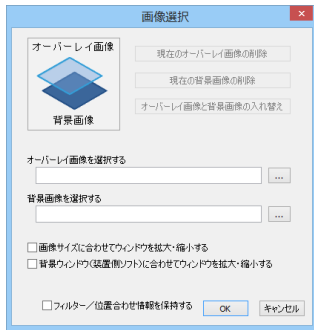 画像選択
×
オーバーレイ画像
背景画像
現在のオーバーレイ画像の削除
現在の背景画像の削除
オーバーレイ画像と背景画像の入れ替え
オーバーレイ画像を選択する
...
背景画像を選択する
...
画像サイズに合わせてウィンドウを拡大・縮小する
背景ウィンドウ(装置側ソフト)に合わせてウィンドウを拡大・縮小する
フィルター／位置合わせ情報を保持する
OK
キャンセル